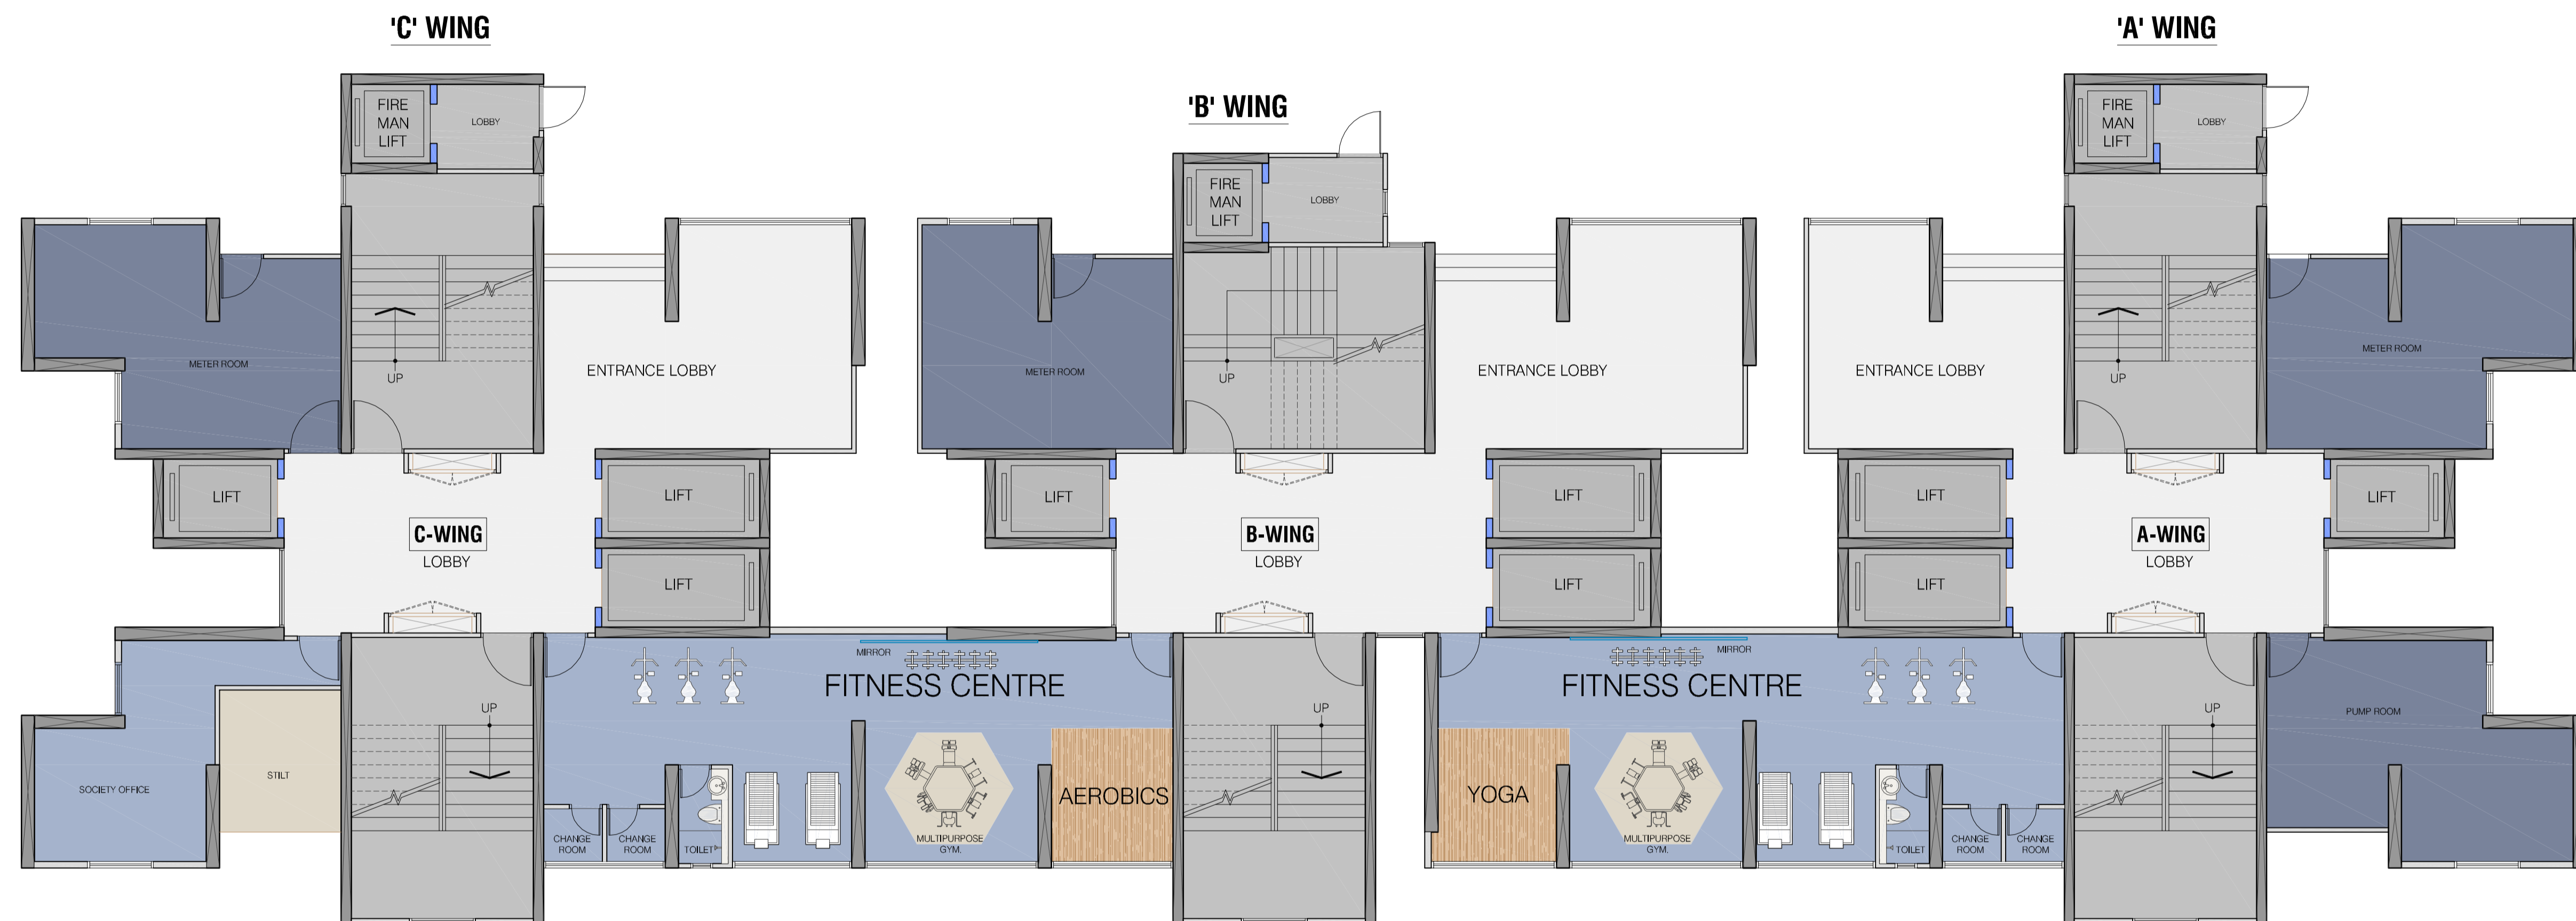 'C' WING
'A' WING
'B' WING
FIRE
MAN
LIFT
LOBBY
FIRE
MAN
LIFT
LOBBY
FIRE
MAN
LIFT
LOBBY
METER ROOM
UP
ENTRANCE LOBBY
METER ROOM
UP
ENTRANCE LOBBY
ENTRANCE LOBBY
UP
METER ROOM
LIFT
LIFT
LIFT
LIFT
LIFT
LIFT
C-WING
LOBBY
B-WING
LOBBY
A-WING
LOBBY
LIFT
LIFT
LIFT
MIRROR
MIRROR
FITNESS CENTRE
FITNESS CENTRE
UP
UP
UP
PUMP ROOM
SOCIETY OFFICE
STILT
AEROBICS
YOGA
CHANGE
ROOM
CHANGE
ROOM
TOILET
MULTIPURPOSE
GYM.
MULTIPURPOSE
GYM.
TOILET
CHANGE
ROOM
CHANGE
ROOM